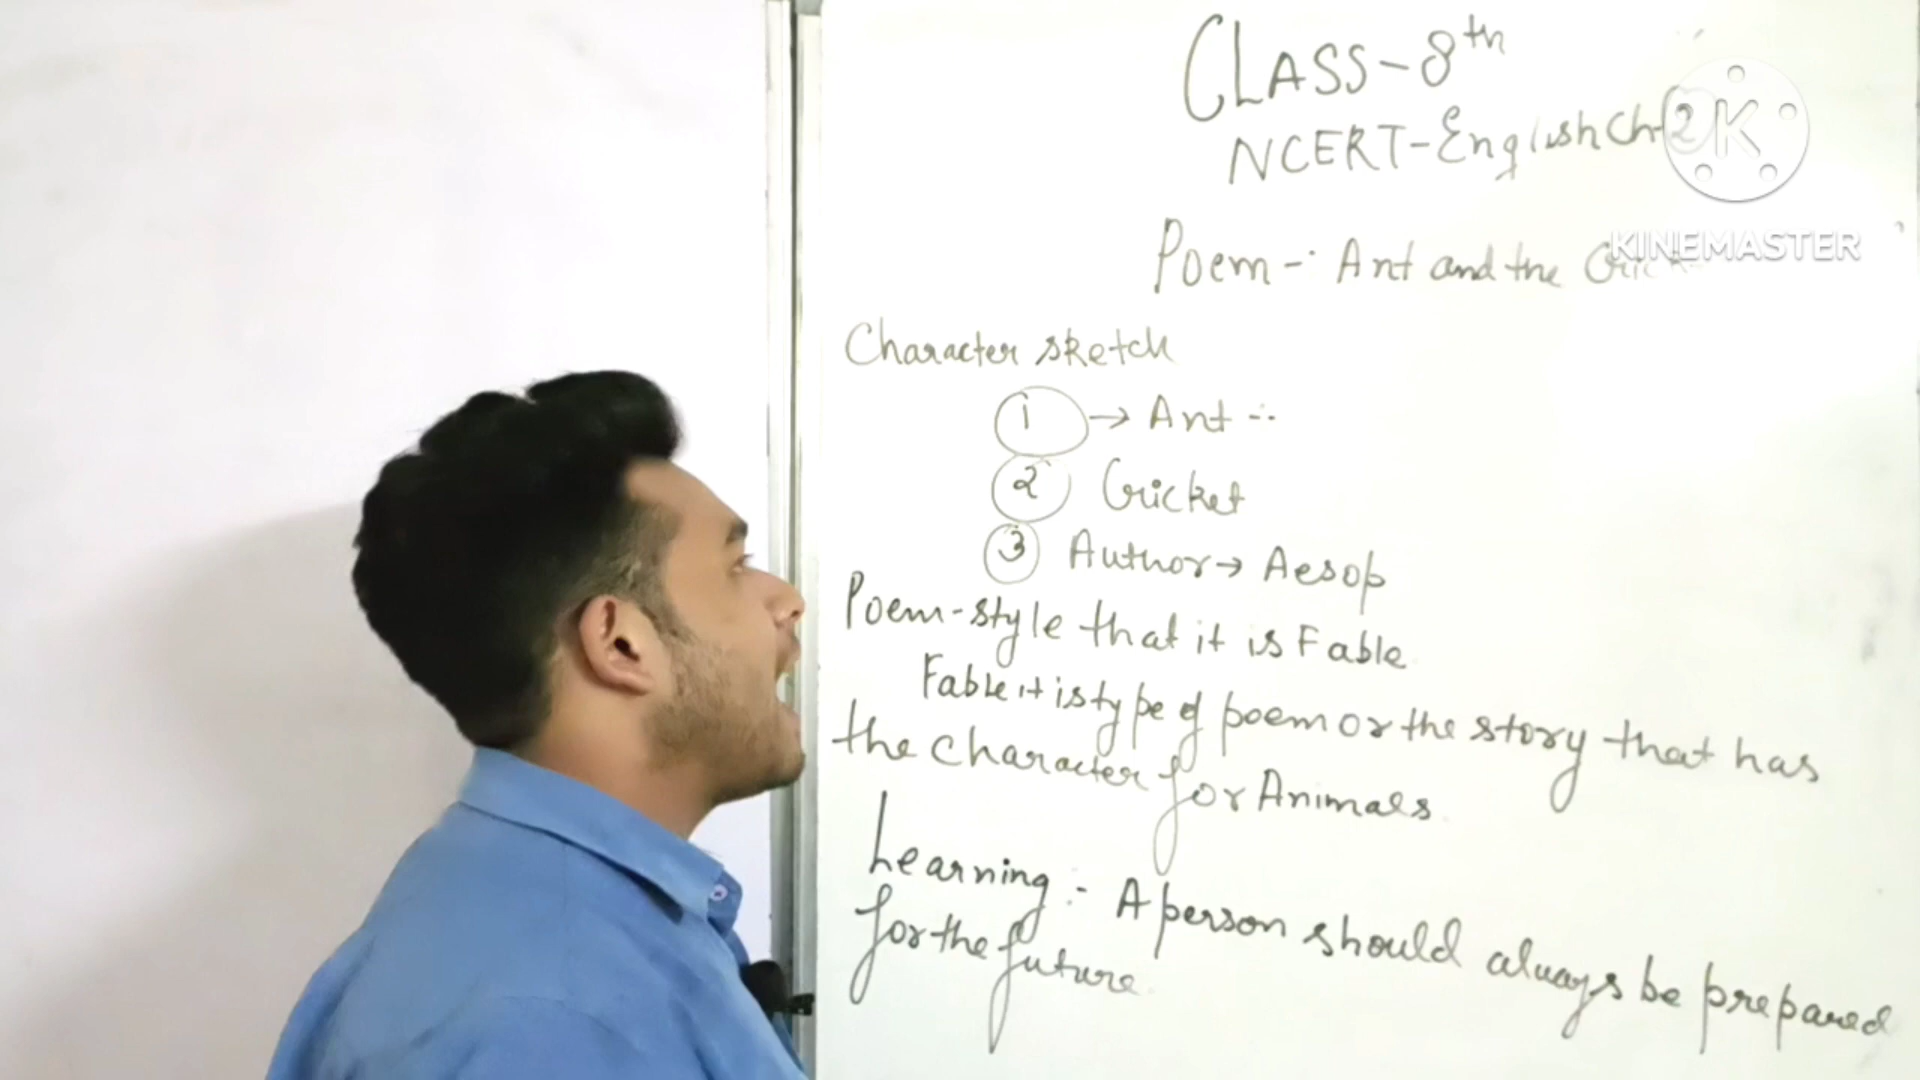 CLASS-8th
NCERT-English Ch-2
Poem -: Ant and the
KINEMASTER
Character sketch
1 → Ant -:
2 Cricket
3 Author → Aesop
Poem-style that it is Fable
Fable it is type of poem or the story that has
the character for Animals
Learning :- A person should always be prepared
for the future